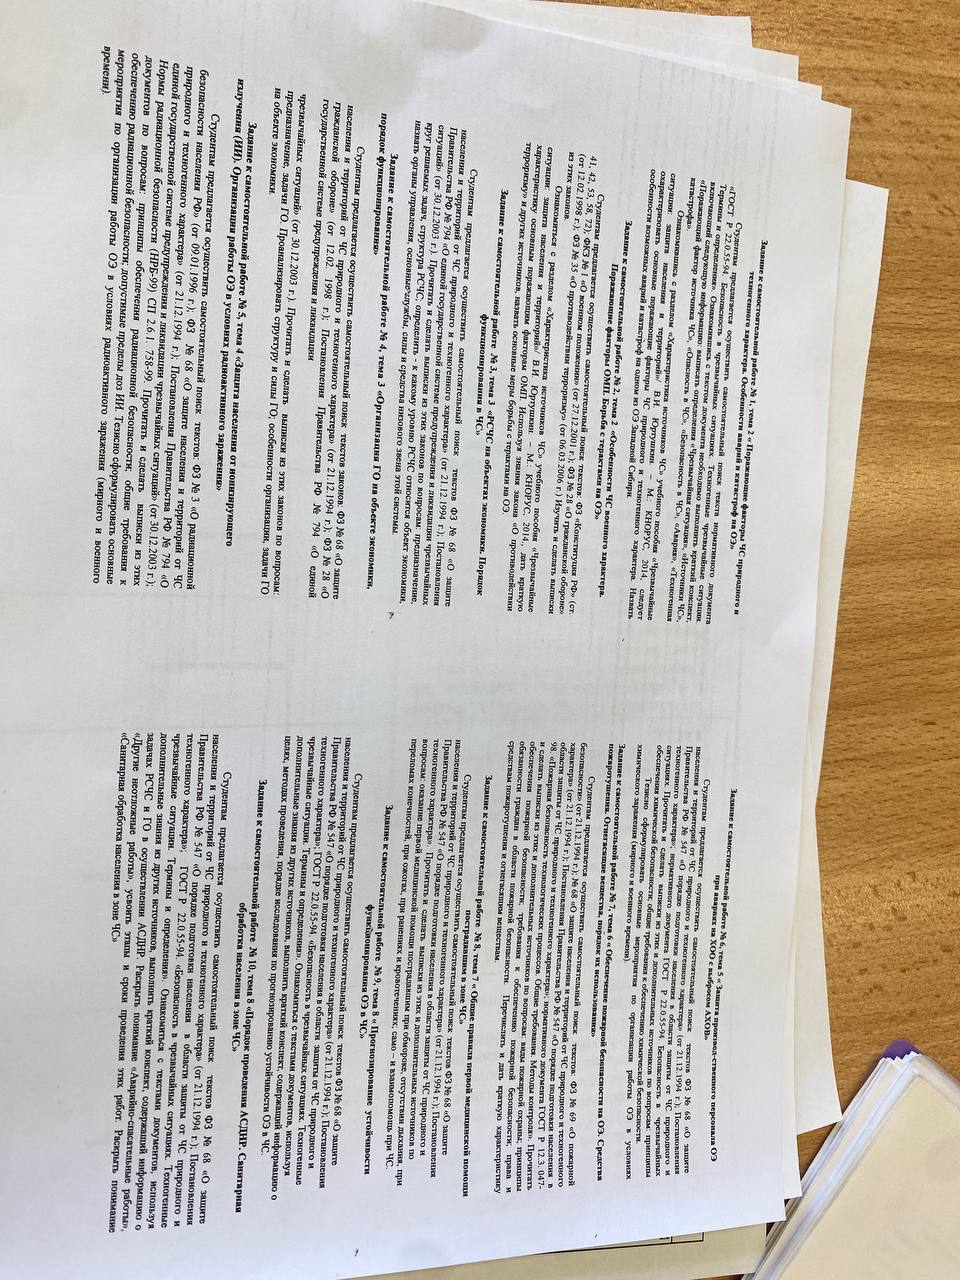 Задание к самостоятельной работе № 1, тема 2 « Поражающие факторы ЧС природного и
техногенного характера. Особенности аварий и катастроф на ОЭ»
Студентам предлагается осуществить самостоятельный поиск текста нормативного документа
«ГОСТ Р 22.0.55-94. Безопасность в чрезвычайных ситуациях. Техногенные чрезвычайные ситуации.
Термины и определения». Ознакомившись с текстом документа необходимо выполнить краткий конспект,
включающий следующую информацию: выписать определения «Чрезвычайная ситуация», «Источники ЧС»,
«Поражающий фактор источника ЧС», «Опасность в ЧС», «Безопасность в ЧС», «Авария», «Техногенная
катастрофа».
Ознакомившись с разделом «Характеристика источников ЧС» учебного пособия «Чрезвычайные
ситуации: защита населения и территорий»/ В.И. Юртушкин – М.: КНОРУС, 2014, следует
охарактеризовать основные поражающие факторы ЧС природного и техногенного характера. Назвать
особенности возможных аварий и катастроф на одном из ОЭ Западной Сибири.
Задание к самостоятельной работе № 2, тема 2 «Особенности ЧС военного характера.
Поражающие факторы ОМП. Борьба с терактами на ОЭ»
Студентам предлагается осуществить самостоятельный поиск текстов: ФЗ «Конституция РФ» (ст.
41, 42, 53, 58, 72); ФКЗ №3 «О военном положении» (от 27.12.2001 г.); ФЗ № 28 «О гражданской обороне»
(от 12.02.1998 г.); ФЗ № 35 «О противодействии терроризму» (от 06.03.2006 г.) Изучить и сделать выписки
из этих законов.
Ознакомиться с разделом «Характеристика источников ЧС» учебного пособия «Чрезвычайные
ситуации: защита населения и территорий»/ В.И. Юртушкин – М.: КНОРУС, 2014., дать краткую
характеристику основным поражающим факторам ОМП. Используя знания закона «О противодействии
терроризму» и других источников, назвать основные меры борьбы с терактами на ОЭ.
Задание к самостоятельной работе № 3, тема 3 «РСЧС на объектах экономики. Порядок
функционирования в ЧС»
Студентам предлагается осуществить самостоятельный поиск текстов ФЗ № 68 «О защите
населения и территорий от ЧС природного и техногенного характера» (от 21.12.1994 г.); Постановления
Правительства РФ № 794 «О единой государственной системе предупреждения и ликвидации чрезвычайных
ситуаций» (от 30.12.2003 г.). Прочитать и сделать выписки из этих законов по вопросам: предназначение,
круг решаемых задач, структура РСЧС, определить - к какому уровню РСЧС относится объект экономики,
назвать органы управления, основные службы, силы и средства низового звена этой системы.
Задание к самостоятельной работе № 4, тема 3 «Организации ГО на объекте экономики,
порядок функционирования»
Студентам предлагается осуществить самостоятельный поиск текстов законов: ФЗ № 68 «О защите
населения и территорий от ЧС природного и техногенного характера» (от 21.12.1994 г.); ФЗ № 28 «О
гражданской обороне» (от 12.02. 1998 г.); Постановления Правительства РФ № 794 «О единой
государственной системе предупреждения и ликвидации
чрезвычайных ситуаций» (от 30.12.2003 г.). Прочитать и сделать выписки из этих законов по вопросам:
предназначение, задачи ГО. Проанализировать структуру и силы ГО; особенности организации, задачи ГО
на объекте экономики.
Задание к самостоятельной работе № 5, тема 4 «Защита населения от ионизирующего
излучения (ИИ). Организация работы ОЭ в условиях радиоактивного заражения»
Студентам предлагается осуществить самостоятельный поиск текстов: ФЗ № 3 «О радиационной
безопасности населения РФ» (от 09.01.1996 г.); ФЗ № 68 «О защите населения и территорий от ЧС
природного и техногенного характера» (от 21.12.1994 г.); Постановления Правительства РФ № 794 «О
единой государственной системе предупреждения и ликвидации чрезвычайных ситуаций» (от 30.12.2003 г.);
Нормы радиационной безопасности (НРБ-99) СП 2.6.1. 758-99. Прочитать и сделать выписки из этих
документов по вопросам: принципы обеспечения радиационной безопасности; общие требования к
обеспечению радиационной безопасности, допустимые пределы доз ИИ. Тезисно сформулировать основные
мероприятия по организации работы ОЭ в условиях радиоактивного заражения (мирного и военного
времени).
Задание к самостоятельной работе № 6, тема 5 « Защита производ-ственного персонала ОЭ
при авариях на ХОО с выбросом АХОВ»
Студентам предлагается осуществить самостоятельный поиск текстов ФЗ № 68 «О защите
населения и территорий от ЧС природного и техногенного характера» (от 21.12.1994 г.); Постановления
Правительства РФ № 547 «О порядке подготовки населения в области защиты от ЧС природного и
техногенного характера»; нормативного документа ГОСТ Р 22.0.55-94. Безопасность в чрезвычайных
ситуациях. Прочитать и сделать выписки из этих и дополнительных источников по вопросам: принципы
обеспечения химической безопасности; общие требования к обеспечению химической безопасности.
Тезисно сформулировать основные мероприятия по организации работы ОЭ в условиях
химического заражения (мирного и военного времени)
Задание к самостоятельной работе № 7, тема 6 « Обеспечение пожарной безопасности на ОЭ. Средства
пожаротушения. Огнегасящие вещества, порядок их использования»
Студентам предлагается осуществить самостоятельный поиск текстов: ФЗ № 69 «О пожарной
безопасности» (от 21.12.1994 г.); № 68 «О защите населения и территорий от ЧС природного и техногенного
характера» (от 21.12.1994 г.); Постановления Правительства РФ № 547 «О порядке подготовки населения в
области защиты от ЧС природного и техногенного характера»; нормативного документа ГОСТ Р 12.3. 047-
98. «Пожарная безопасность технологических процессов. Общие требования. Методы контроля». Прочитать
и сделать выписки из этих и дополнительных источников по вопросам: виды пожарной охраны; принципы
обеспечения пожарной безопасности; требования к обеспечению пожарной безопасности; права и
обязанности граждан в области пожарной безопасности. Перечислить и дать краткую характеристику
средствам пожаротушения и огнегасящим веществам.
Задание к самостоятельной работе № 8, тема 7 « Общие правила первой медицинской помощи
пострадавшим в зоне ЧС»
Студентам предлагается осуществить самостоятельный поиск текстов ФЗ № 68 «О защите
населения и территорий от ЧС природного и техногенного характера» (от 21.12.1994 г.); Постановления
Правительства РФ № 547 «О порядке подготовки населения в области защиты от ЧС природного и
техногенного характера». Прочитать и сделать выписки из этих и дополнительных источников по
вопросам: оказание первой медицинской помощи пострадавшим при обмороке, отсутствии дыхания, при
переломах конечностей, при ожогах, при ранениях и кровотечениях; само – и взаимопомощь.
Задание к самостоятельной работе № 9, тема 8 « Прогнозирование устойчивости
функционирования ОЭ в ЧС»
Студентам предлагается осуществить самостоятельный поиск текстов ФЗ № 68 «О защите
населения и территорий от ЧС природного и техногенного характера» (от 21.12.1994 г.); Постановления
Правительства РФ № 547 «О порядке подготовки населения в области защиты от ЧС природного и
техногенного характера»; ГОСТ Р 22.0.55-94. «Безопасность в чрезвычайных ситуациях. Техногенные
чрезвычайные ситуации. Термины и определения». Ознакомиться с текстами документов, используя
дополнительные знания из других источников, выполнить краткий конспект, содержащий информацию о
целях, методах проведения, порядке исследования по прогнозированию устойчивости ОЭ в ЧС.
Задание к самостоятельной работе № 10, тема 8 «Порядок проведения АСДНР. Санитарная
обработка населения в зоне ЧС»
Студентам предлагается осуществить самостоятельный поиск текстов ФЗ № 68 «О защите
населения и территорий от ЧС природного и техногенного характера» (от 21.12.1994 г.); Постановления
Правительства РФ № 547 «О порядке подготовки населения в области защиты от ЧС природного и
техногенного характера»; ГОСТ Р 22.0.55-94. «Безопасность в чрезвычайных ситуациях. Техногенные
чрезвычайные ситуации. Термины и определения». Ознакомиться с текстами документов, используя
дополнительные знания из других источников, выполнить краткий конспект, содержащий информацию о
задачах РСЧС и ГО в осуществлении АСДНР. Раскрыть понимание «Аварийно-спасательные работы»,
«Другие неотложные работы», усвоить этапы и сроки проведения этих работ. Раскрыть понимание
«Санитарная обработка населения в зоне ЧС»